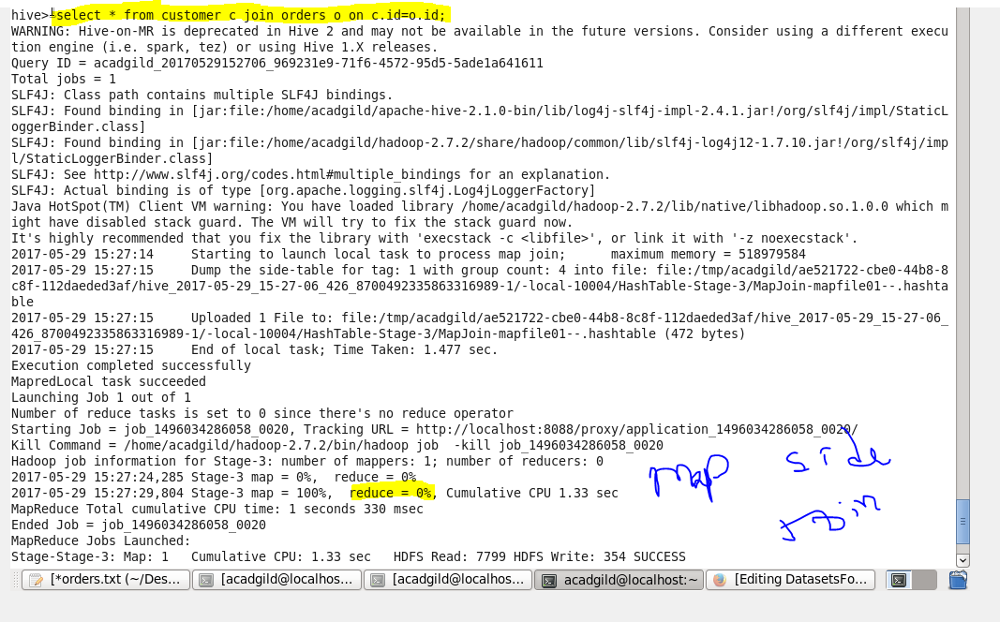 hive> select * from customer c join orders o on c.id=o.id;
WARNING: Hive-on-MR is deprecated in Hive 2 and may not be available in the future versions. Consider using a different execu
tion engine (i.e. spark, tez) or using Hive 1.X releases.
Query ID = acadgild_20170529152706_969231e9-71f6-4572-95d5-5ade1a641611
Total jobs = 1
SLF4J: Class path contains multiple SLF4J bindings.
SLF4J: Found binding in [jar:file:/home/acadgild/apache-hive-2.1.0-bin/lib/log4j-slf4j-impl-2.4.1.jar!/org/slf4j/impl/StaticL
oggerBinder.class]
SLF4J: Found binding in [jar:file:/home/acadgild/hadoop-2.7.2/share/hadoop/common/lib/slf4j-log4j12-1.7.10.jar!/org/slf4j/imp
l/StaticLoggerBinder.class]
SLF4J: See http://www.slf4j.org/codes.html#multiple_bindings for an explanation.
SLF4J: Actual binding is of type [org.apache.logging.slf4j.Log4jLoggerFactory]
Java HotSpot(TM) Client VM warning: You have loaded library /home/acadgild/hadoop-2.7.2/lib/native/libhadoop.so.1.0.0 which m
ight have disabled stack guard. The VM will try to fix the stack guard now.
It's highly recommended that you fix the library with 'execstack -c <libfile>', or link it with '-z noexecstack'.
2017-05-29 15:27:14 Starting to launch local task to process map join; maximum memory = 518979584
2017-05-29 15:27:15 Dump the side-table for tag: 1 with group count: 4 into file: file:/tmp/acadgild/ae521722-cbe0-44b8-8
c8f-112daeded3af/hive_2017-05-29_15-27-06_426_8700492335863316989-1/-local-10004/HashTable-Stage-3/MapJoin-mapfile01--.hashta
ble
2017-05-29 15:27:15 Uploaded 1 File to: file:/tmp/acadgild/ae521722-cbe0-44b8-8c8f-112daeded3af/hive_2017-05-29_15-27-06_
426_8700492335863316989-1/-local-10004/HashTable-Stage-3/MapJoin-mapfile01--.hashtable (472 bytes)
2017-05-29 15:27:15 End of local task; Time Taken: 1.477 sec.
Execution completed successfully
MapredLocal task succeeded
Launching Job 1 out of 1
Number of reduce tasks is set to 0 since there's no reduce operator
Starting Job = job_1496034286058_0020, Tracking URL = http://localhost:8088/proxy/application_1496034286058_0020/
Kill Command = /home/acadgild/hadoop-2.7.2/bin/hadoop job -kill job_1496034286058_0020
Hadoop job information for Stage-3: number of mappers: 1; number of reducers: 0
2017-05-29 15:27:24,285 Stage-3 map = 0%, reduce = 0%
2017-05-29 15:27:29,804 Stage-3 map = 100%, reduce = 0%, Cumulative CPU 1.33 sec
MapReduce Total cumulative CPU time: 1 seconds 330 msec
Ended Job = job_1496034286058_0020
MapReduce Jobs Launched:
Stage-Stage-3: Map: 1 Cumulative CPU: 1.33 sec HDFS Read: 7799 HDFS Write: 354 SUCCESS
map side
join
[*orders.txt (~/Des... [acadgild@localhos... [acadgild@localhos... acadgild@localhost:~ [Editing DatasetsFo...